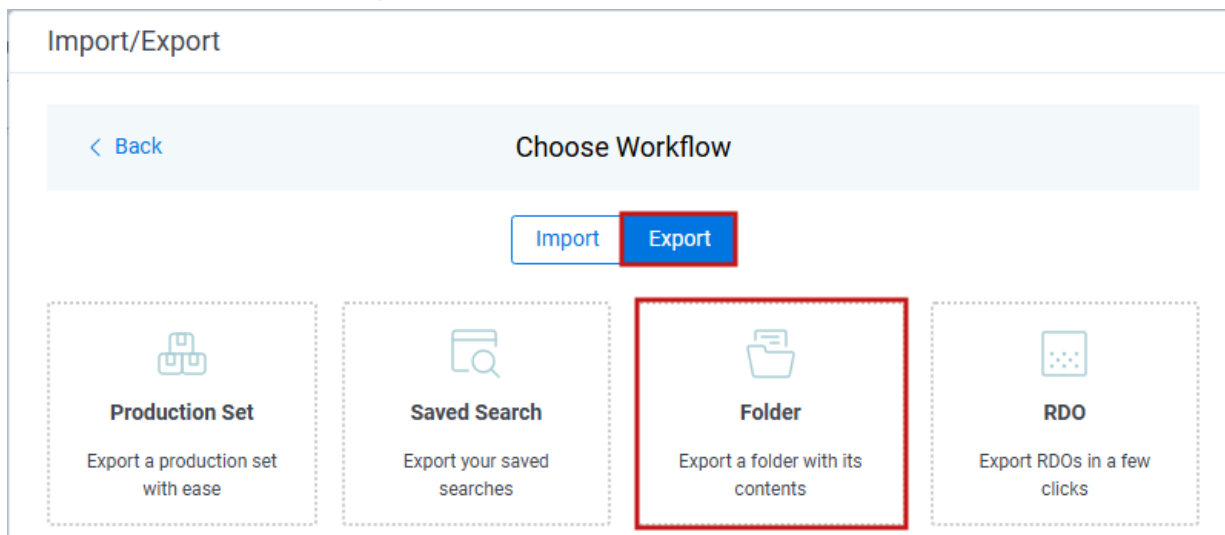 Import/Export
Back
Choose Workflow
Import
Export
Production Set
Export a production set
with ease
Saved Search
Export your saved
searches
Folder
Export a folder with its
contents
RDO
Export RDOs in a few
clicks